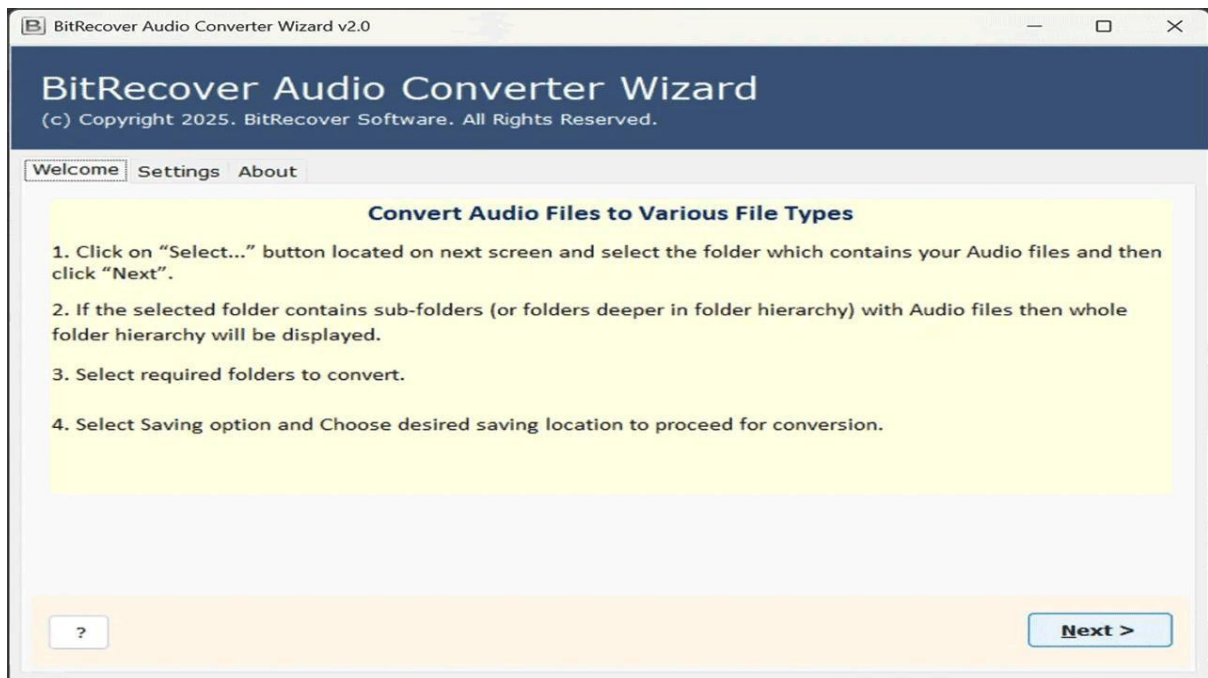 BitRecover Audio Converter Wizard v2.0
BitRecover Audio Converter Wizard
(c) Copyright 2025. BitRecover Software. All Rights Reserved.
Welcome Settings About
Convert Audio Files to Various File Types
1. Click on “Select...” button located on next screen and select the folder which contains your Audio files and then
click “Next”.
2. If the selected folder contains sub-folders (or folders deeper in folder hierarchy) with Audio files then whole
folder hierarchy will be displayed.
3. Select required folders to convert.
4. Select Saving option and Choose desired saving location to proceed for conversion.
? Next >